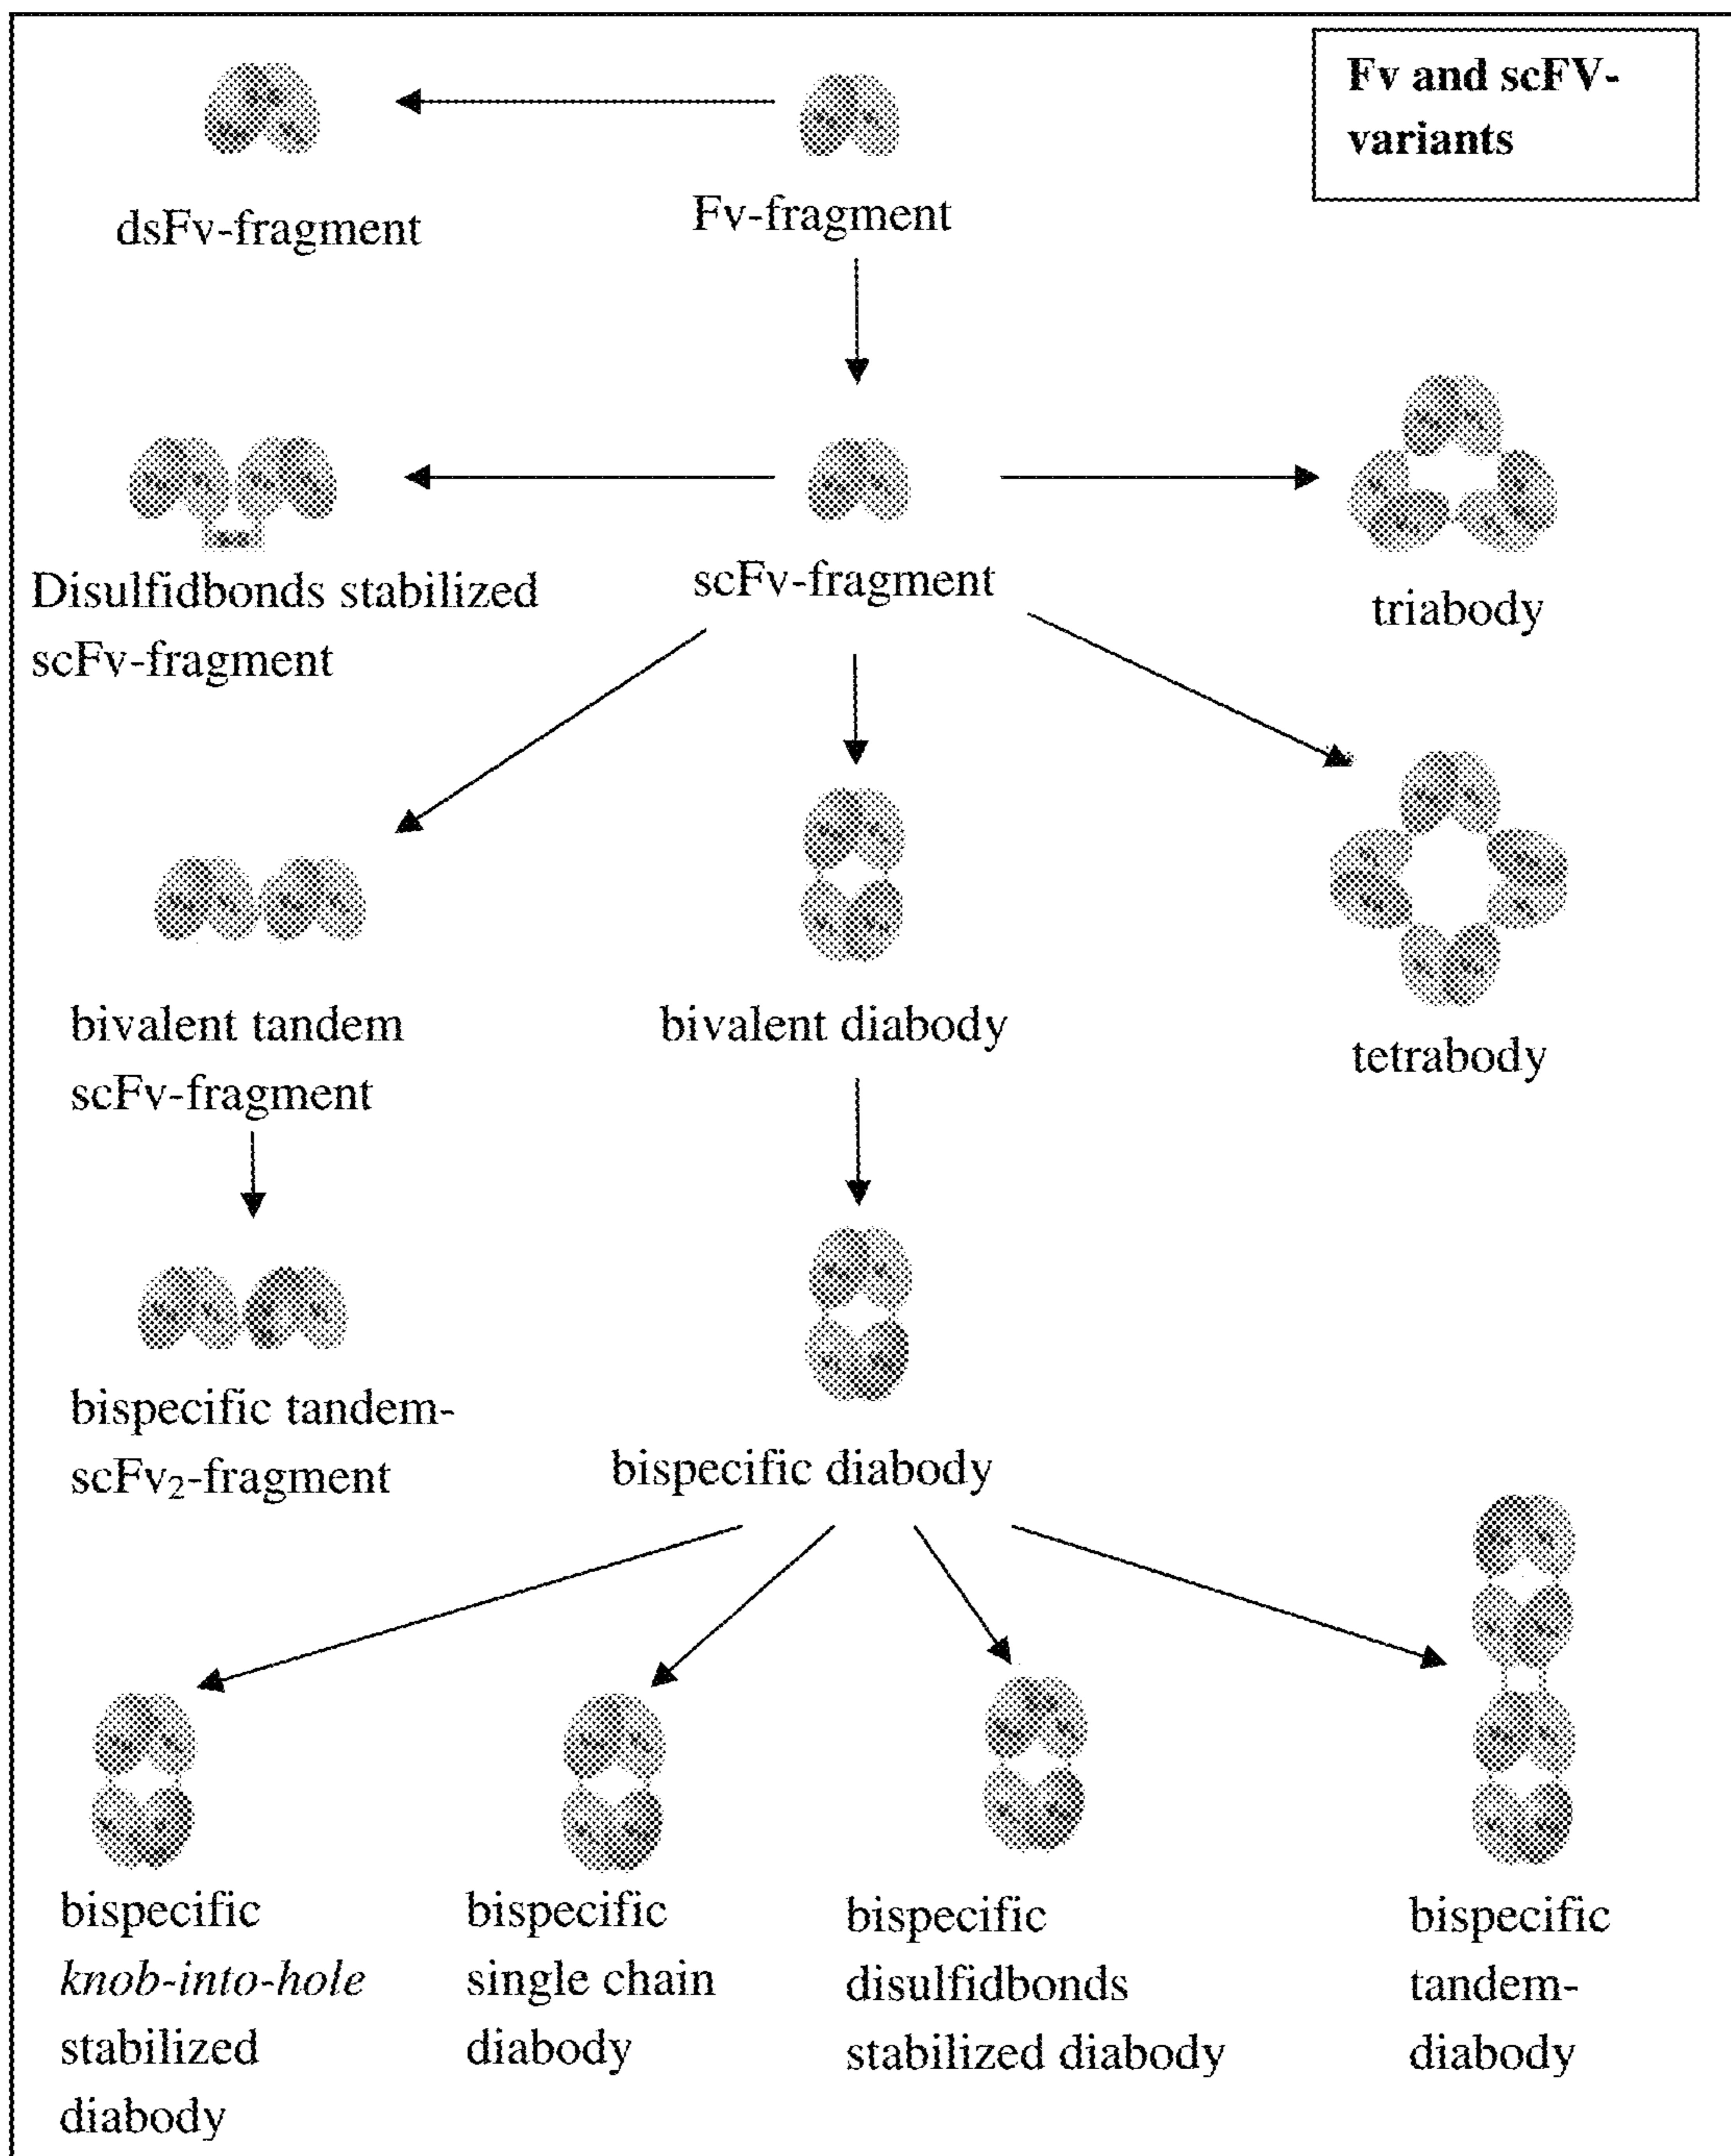 Fv and scFV-
variants
dsFv-fragment
Fv-fragment
Disulfidbonds stabilized
scFv-fragment
scFv-fragment
triabody
bivalent tandem
scFv-fragment
bivalent diabody
tetrabody
bispecific tandem-
scFv₂-fragment
bispecific diabody
bispecific
knob-into-hole
stabilized
diabody
bispecific
single chain
diabody
bispecific
disulfidbonds
stabilized diabody
bispecific
tandem-
diabody